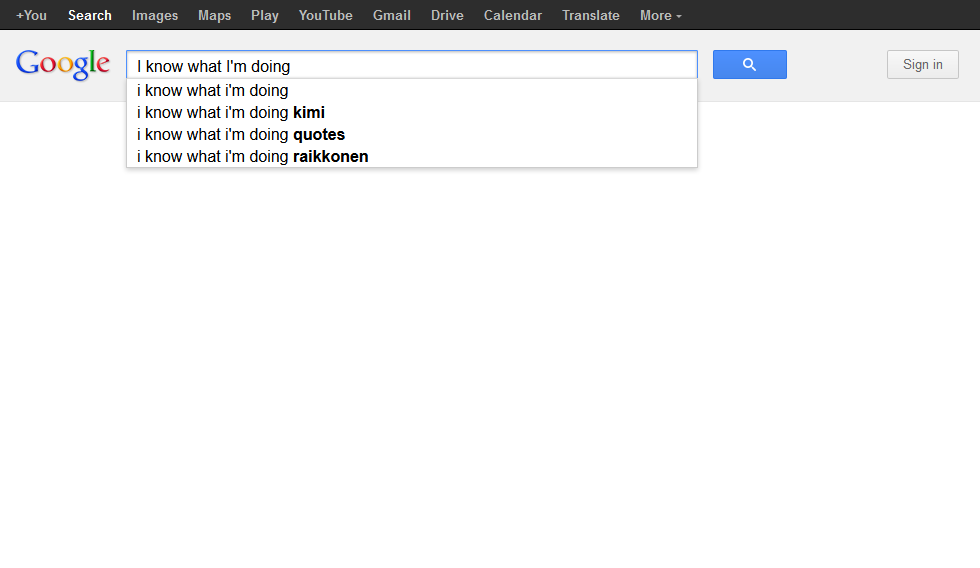 +You Search Images Maps Play YouTube Gmail Drive Calendar Translate More
Google I know what I'm doing Sign in
i know what i'm doing
i know what i'm doing kimi
i know what i'm doing quotes
i know what i'm doing raikkonen